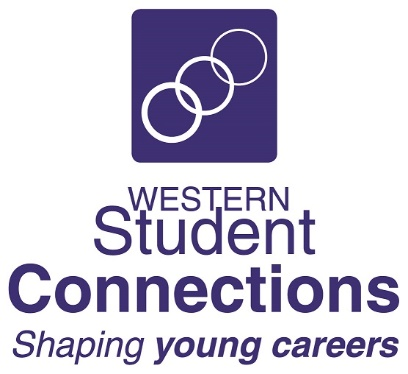 WESTERN
Student
Connections
Shaping young careers